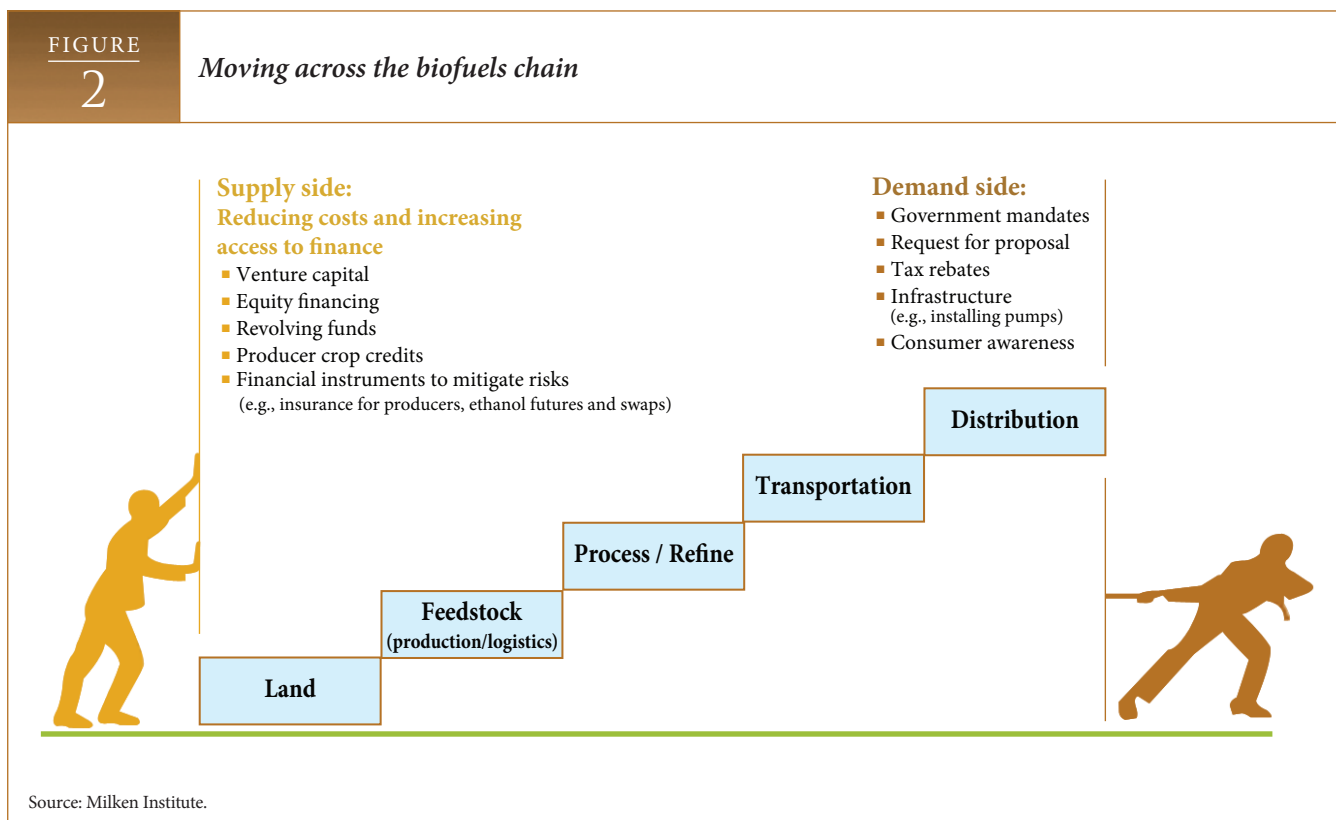 FIGURE
2
Moving across the biofuels chain
Supply side:
Reducing costs and increasing
access to finance
▪ Venture capital
▪ Equity financing
▪ Revolving funds
▪ Producer crop credits
▪ Financial instruments to mitigate risks
(e.g., insurance for producers, ethanol futures and swaps)
Demand side:
▪ Government mandates
▪ Request for proposal
▪ Tax rebates
▪ Infrastructure
(e.g., installing pumps)
▪ Consumer awareness
Distribution
Transportation
Process / Refine
Feedstock
(production/logistics)
Land
Source: Milken Institute.